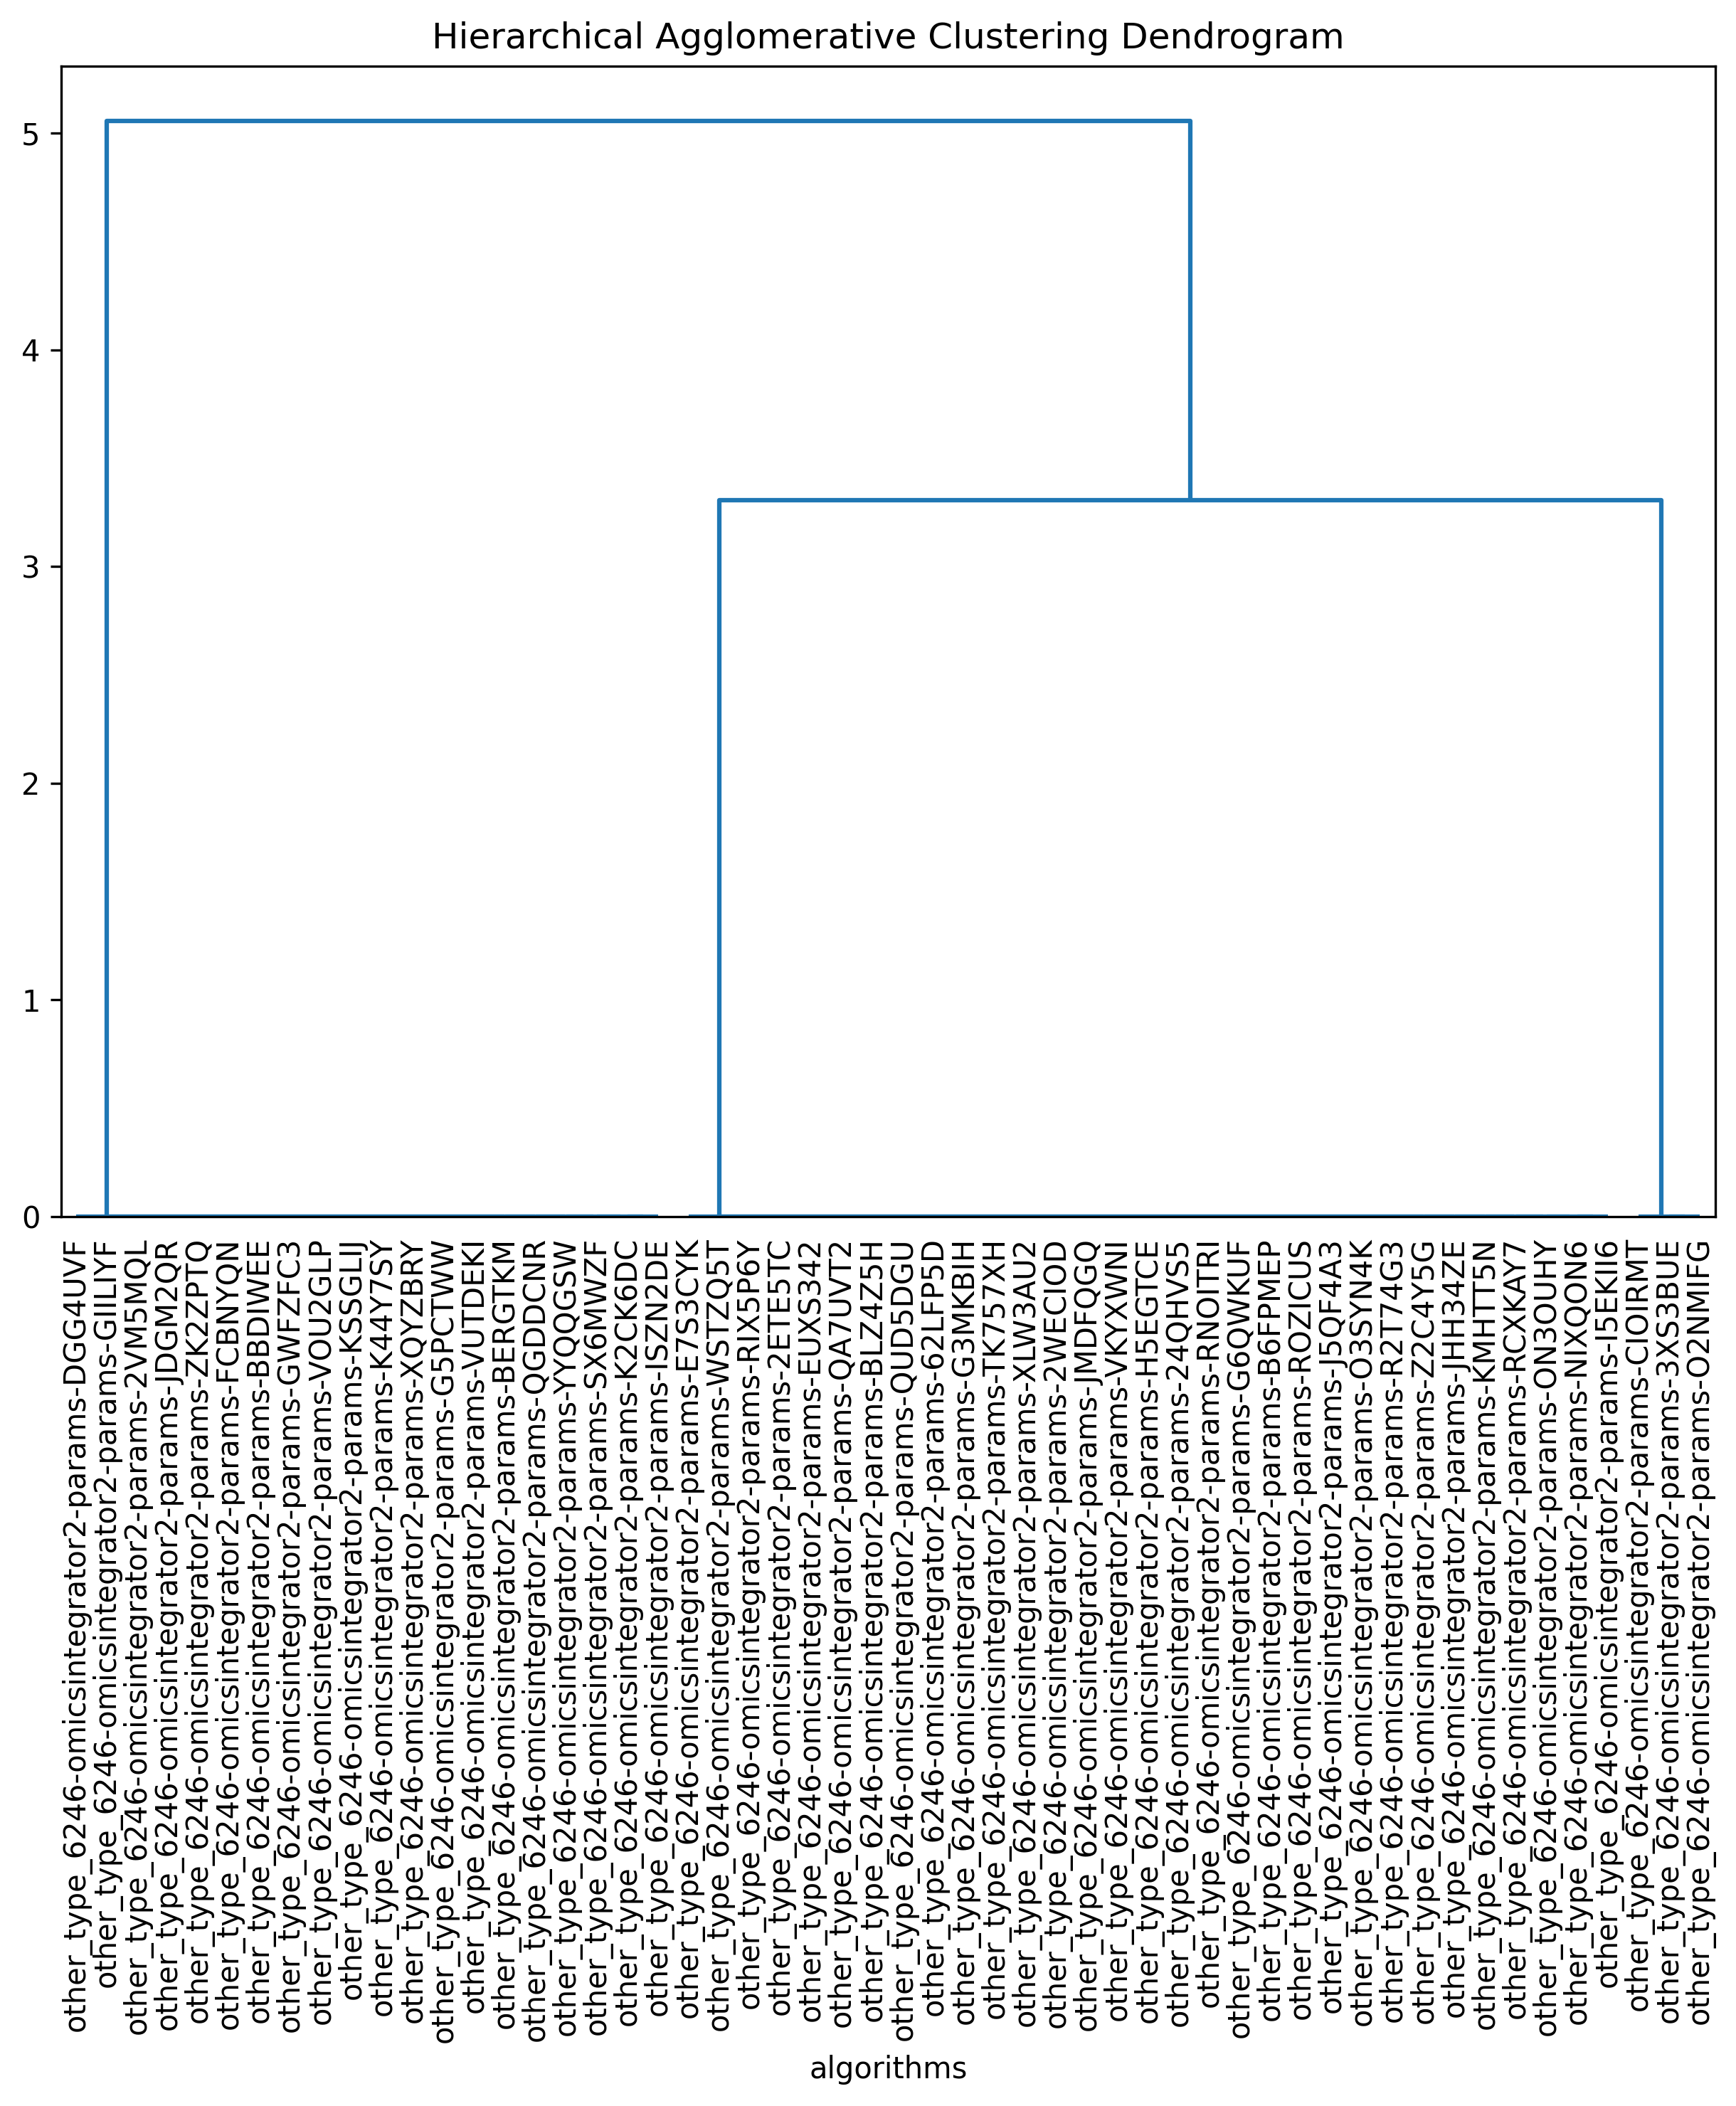 Hierarchical Agglomerative Clustering Dendrogram
5
4
3
2
1
0
other_type_6246-omicsintegrator2-params-DGG4UVF
other_type_6246-omicsintegrator2-params-GIILIYF
other_type_6246-omicsintegrator2-params-2VM5MQL
other_type_6246-omicsintegrator2-params-JDGM2QR
other_type_6246-omicsintegrator2-params-ZK2ZPTQ
other_type_6246-omicsintegrator2-params-FCBNYQN
other_type_6246-omicsintegrator2-params-BBDIWEE
other_type_6246-omicsintegrator2-params-GWFZFC3
other_type_6246-omicsintegrator2-params-VOU2GLP
other_type_6246-omicsintegrator2-params-KSSGLIJ
other_type_6246-omicsintegrator2-params-K44Y7SY
other_type_6246-omicsintegrator2-params-XQYZBRY
other_type_6246-omicsintegrator2-params-G5PCTWW
other_type_6246-omicsintegrator2-params-VUTDEKI
other_type_6246-omicsintegrator2-params-BERGTKM
other_type_6246-omicsintegrator2-params-QGDDCNR
other_type_6246-omicsintegrator2-params-YYQQGSW
other_type_6246-omicsintegrator2-params-SX6MWZF
other_type_6246-omicsintegrator2-params-K2CK6DC
other_type_6246-omicsintegrator2-params-ISZN2DE
other_type_6246-omicsintegrator2-params-E7S3CYK
other_type_6246-omicsintegrator2-params-WSTZQ5T
other_type_6246-omicsintegrator2-params-RIX5P6Y
other_type_6246-omicsintegrator2-params-2ETE5TC
other_type_6246-omicsintegrator2-params-EUXS342
other_type_6246-omicsintegrator2-params-QA7UVT2
other_type_6246-omicsintegrator2-params-BLZ4Z5H
other_type_6246-omicsintegrator2-params-QUD5DGU
other_type_6246-omicsintegrator2-params-62LFP5D
other_type_6246-omicsintegrator2-params-G3MKBIH
other_type_6246-omicsintegrator2-params-TK757XH
other_type_6246-omicsintegrator2-params-XLW3AU2
other_type_6246-omicsintegrator2-params-2WECIOD
other_type_6246-omicsintegrator2-params-JMDFQGQ
other_type_6246-omicsintegrator2-params-VKYXWNI
other_type_6246-omicsintegrator2-params-H5EGTCE
other_type_6246-omicsintegrator2-params-24QHVS5
other_type_6246-omicsintegrator2-params-RNOITRI
other_type_6246-omicsintegrator2-params-G6QWKUF
other_type_6246-omicsintegrator2-params-B6FPMEP
other_type_6246-omicsintegrator2-params-ROZICUS
other_type_6246-omicsintegrator2-params-J5QF4A3
other_type_6246-omicsintegrator2-params-O3SYN4K
other_type_6246-omicsintegrator2-params-R2T74G3
other_type_6246-omicsintegrator2-params-Z2C4Y5G
other_type_6246-omicsintegrator2-params-JHH34ZE
other_type_6246-omicsintegrator2-params-KMHTT5N
other_type_6246-omicsintegrator2-params-RCXKAY7
other_type_6246-omicsintegrator2-params-ON3OUHY
other_type_6246-omicsintegrator2-params-NIXQON6
other_type_6246-omicsintegrator2-params-I5EKII6
other_type_6246-omicsintegrator2-params-CIOIRMT
other_type_6246-omicsintegrator2-params-3XS3BUE
other_type_6246-omicsintegrator2-params-O2NMIFG
algorithms